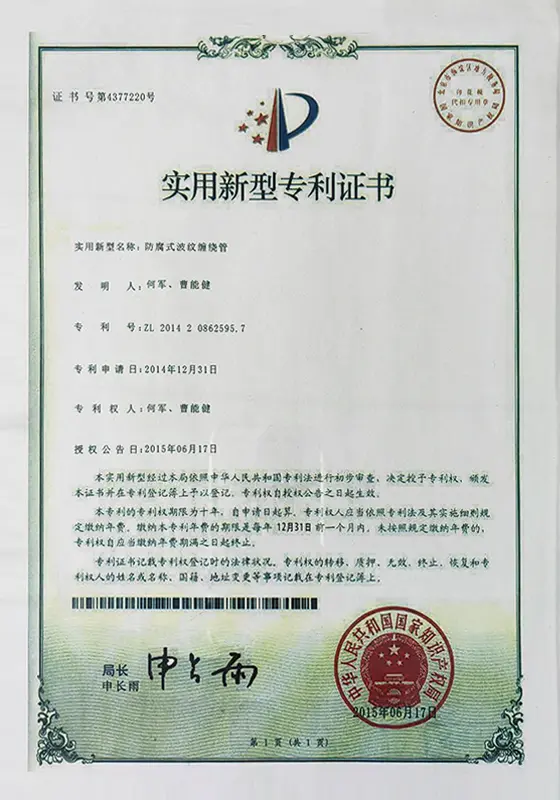 证书号第4377220号
印花税
代扣专用章
国家知识产权局
实用新型专利证书
实用新型名称：防腐式波纹缠绕管
发明人：何军、曹能健
专利号：ZL 2014 2 0862595.7
专利申请日：2014年12月31日
专利权人：何军、曹能健
授权公告日：2015年06月17日
本实用新型经过本局依照中华人民共和国专利法进行初步审查，决定授予专利权，颁发
本证书并在专利登记簿上予以登记。专利权自授权公告之日起生效。
本专利的专利权期限为十年，自申请日起算。专利权人应当依照专利法及其实施细则规
定缴纳年费。缴纳本专利年费的期限是每年12月31日前一个月内。未按照规定缴纳年费的，
专利权自应当缴纳年费期满之日起终止。
专利证书记载专利权登记时的法律状况。专利权的转移、质押、无效、终止、恢复和专
利权人的姓名或名称、国籍、地址变更等事项记载在专利登记簿上。
局长
申长雨
申长雨
中华人民共和国国家知识产权局
2015年06月17日
第1页（共1页）